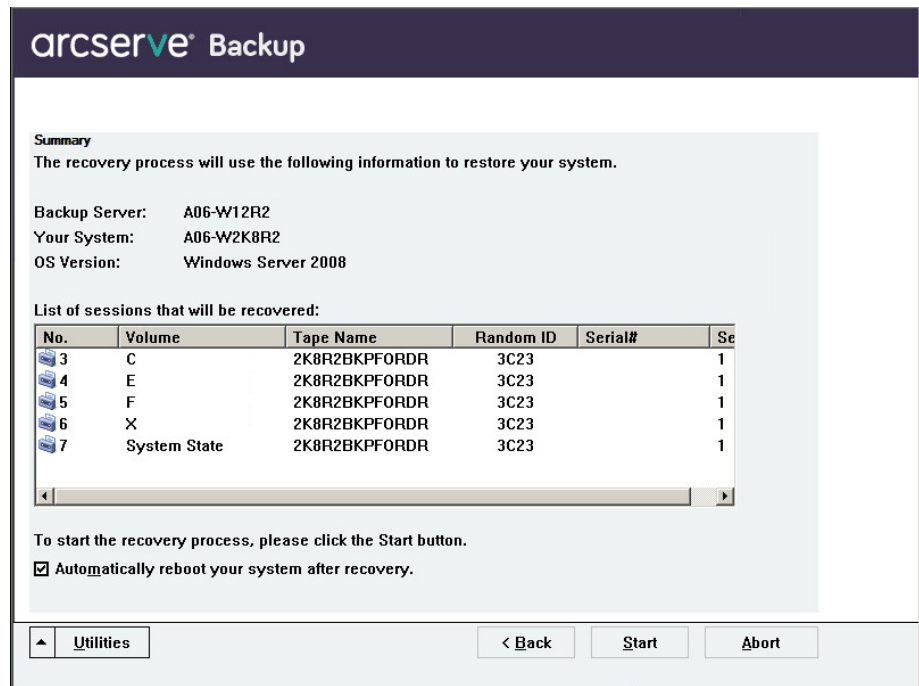 arcserve® Backup
Summary
The recovery process will use the following information to restore your system.
Backup Server: A06-W12R2
Your System: A06-W2K8R2
OS Version: Windows Server 2008
List of sessions that will be recovered:
No. Volume Tape Name Random ID Serial# Se
3 C 2K8R2BKPFORDR 3C23 1
4 E 2K8R2BKPFORDR 3C23 1
5 F 2K8R2BKPFORDR 3C23 1
6 X 2K8R2BKPFORDR 3C23 1
7 System State 2K8R2BKPFORDR 3C23 1
To start the recovery process, please click the Start button.
Automatically reboot your system after recovery.
Utilities < Back Start Abort